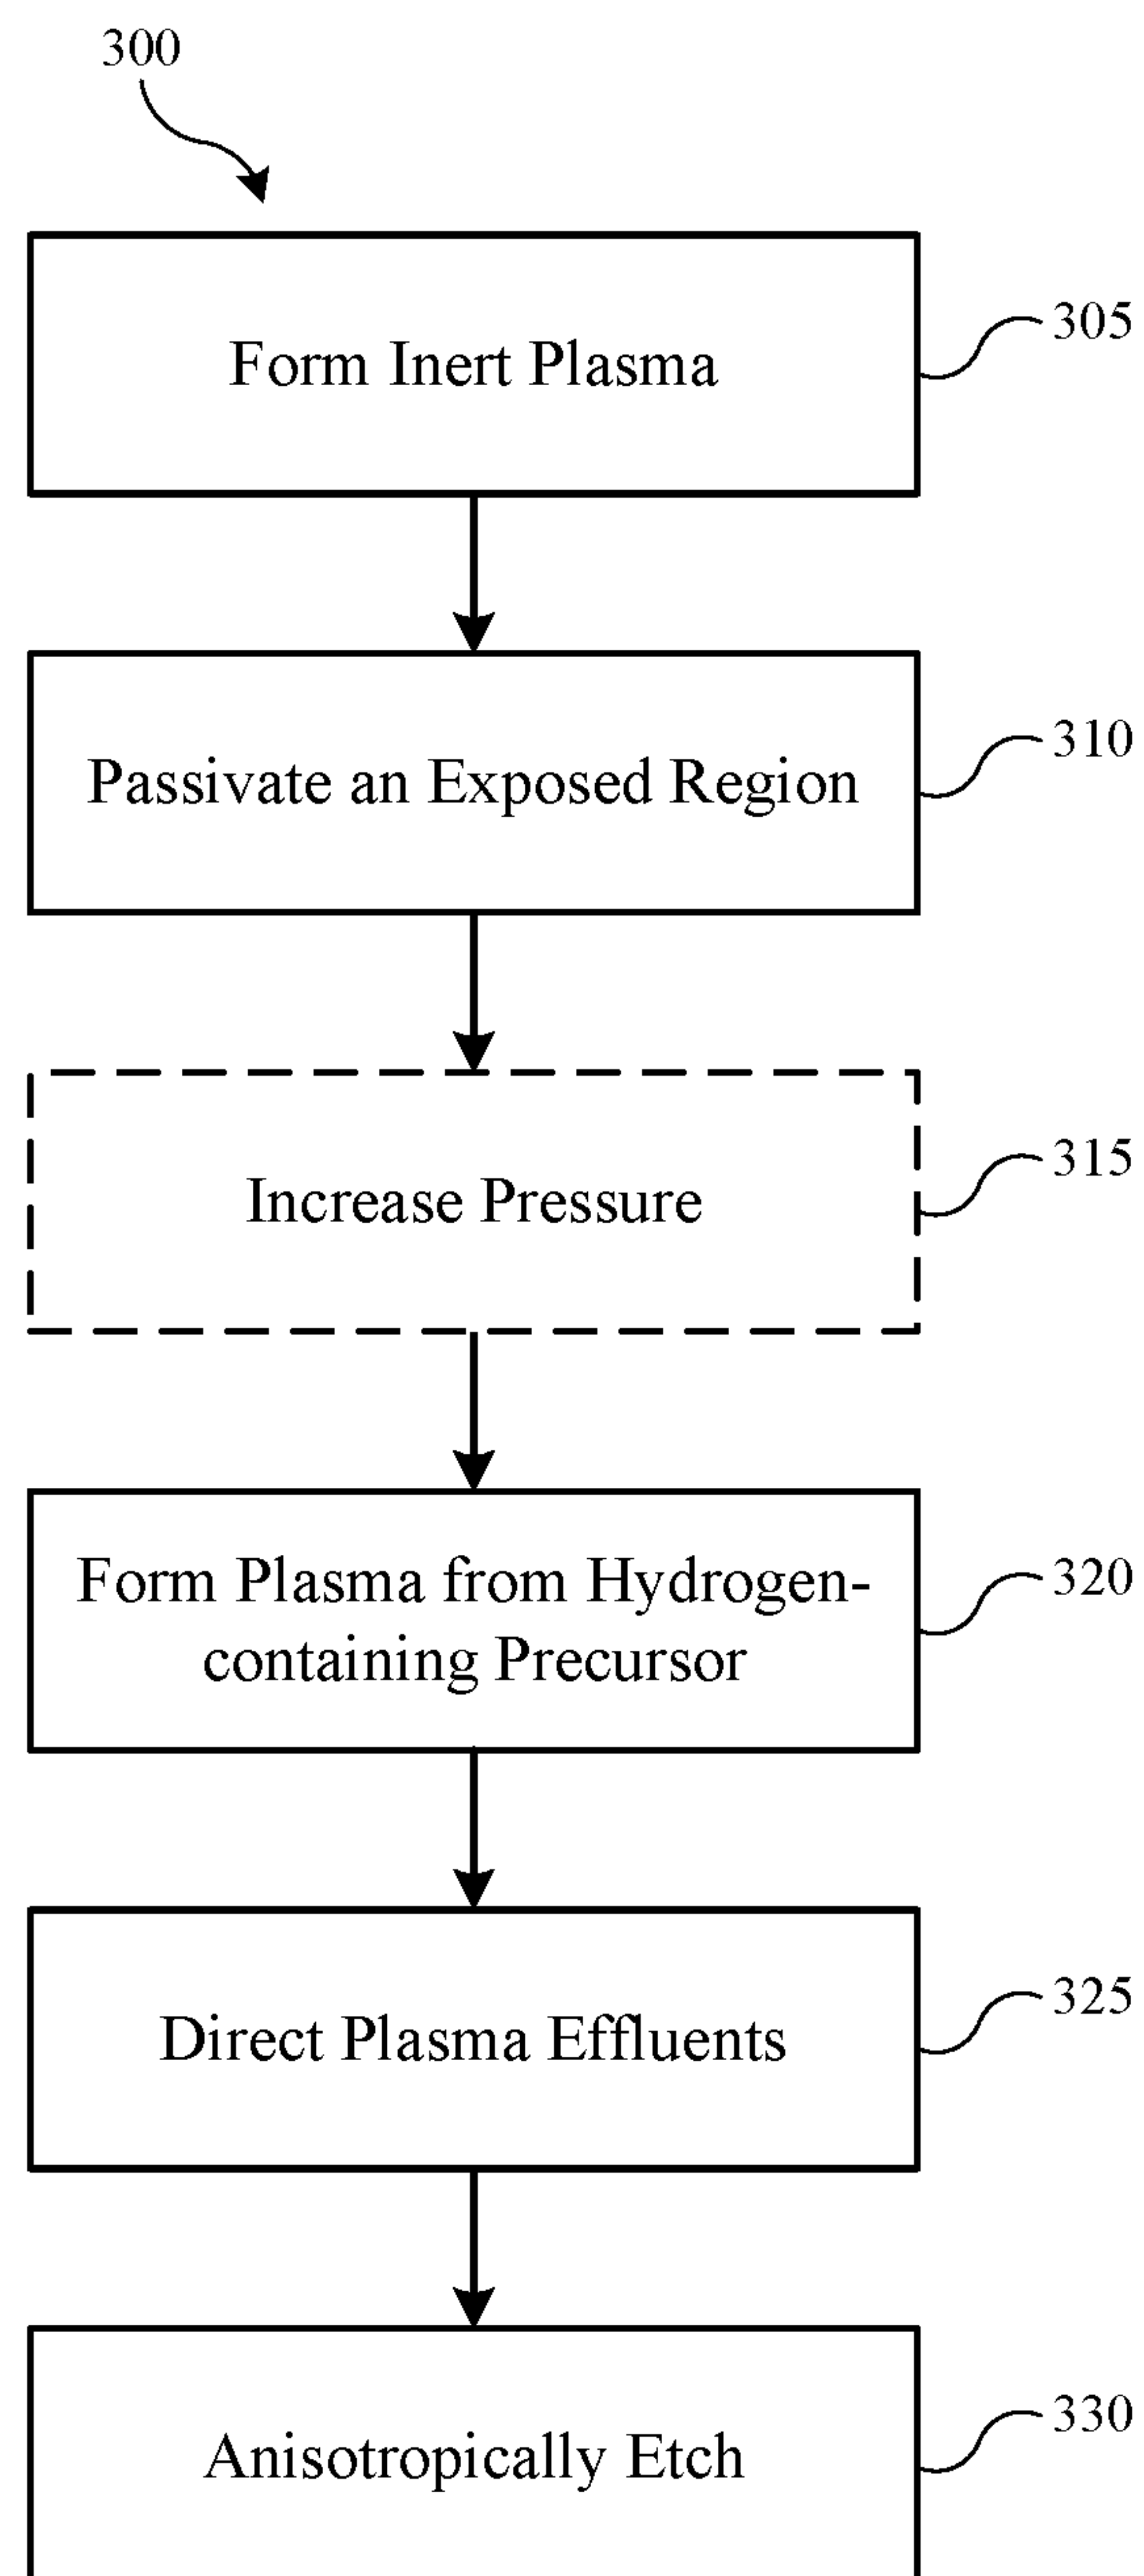 300
Form Inert Plasma
305
Passivate an Exposed Region
310
Increase Pressure
315
Form Plasma from Hydrogen-
containing Precursor
320
Direct Plasma Effluents
325
Anisotropically Etch
330